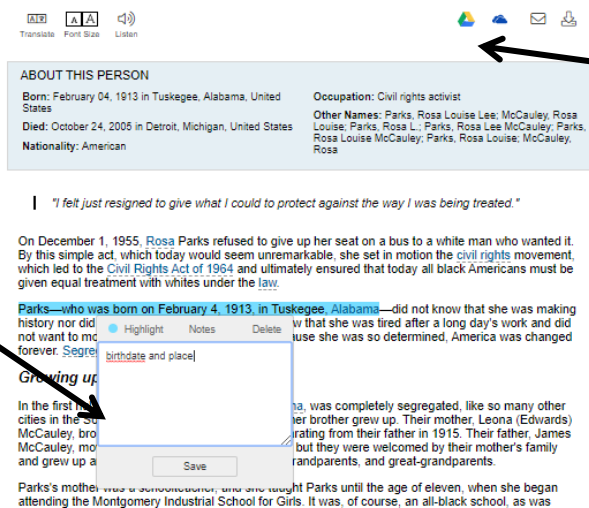 Translate Font Size Listen
ABOUT THIS PERSON
Born: February 04, 1913 in Tuskegee, Alabama, United
States
Died: October 24, 2005 in Detroit, Michigan, United States
Nationality: American
Occupation: Civil rights activist
Other Names: Parks, Rosa Louise Lee; McCauley, Rosa
Louise; Parks, Rosa L.; Parks, Rosa Lee McCauley; Parks,
Rosa Louise McCauley; Parks, Rosa Louise; McCauley,
Rosa
"I felt just resigned to give what I could to protect against the way I was being treated."
On December 1, 1955, Rosa Parks refused to give up her seat on a bus to a white man who wanted it.
By this simple act, which today would seem unremarkable, she set in motion the civil rights movement,
which led to the Civil Rights Act of 1964 and ultimately ensured that today all black Americans must be
given equal treatment with whites under the law.
Parks—who was born on February 4, 1913, in Tuskegee, Alabama—did not know that she was making
history nor did w that she was tired after a long day's work and did
not want to mo ause she was so determined, America was changed
forever. Segre
Highlight Notes Delete
birthdate and place
Save
Growing up
In the first h na, was completely segregated, like so many other
cities in the So her brother grew up. Their mother, Leona (Edwards)
McCauley, bro arating from their father in 1915. Their father, James
McCauley, mo but they were welcomed by their mother's family
and grew up a randparents, and great-grandparents.
Parks's mother was a schoolteacher, and she taught Parks until the age of eleven, when she began
attending the Montgomery Industrial School for Girls. It was, of course, an all-black school, as was